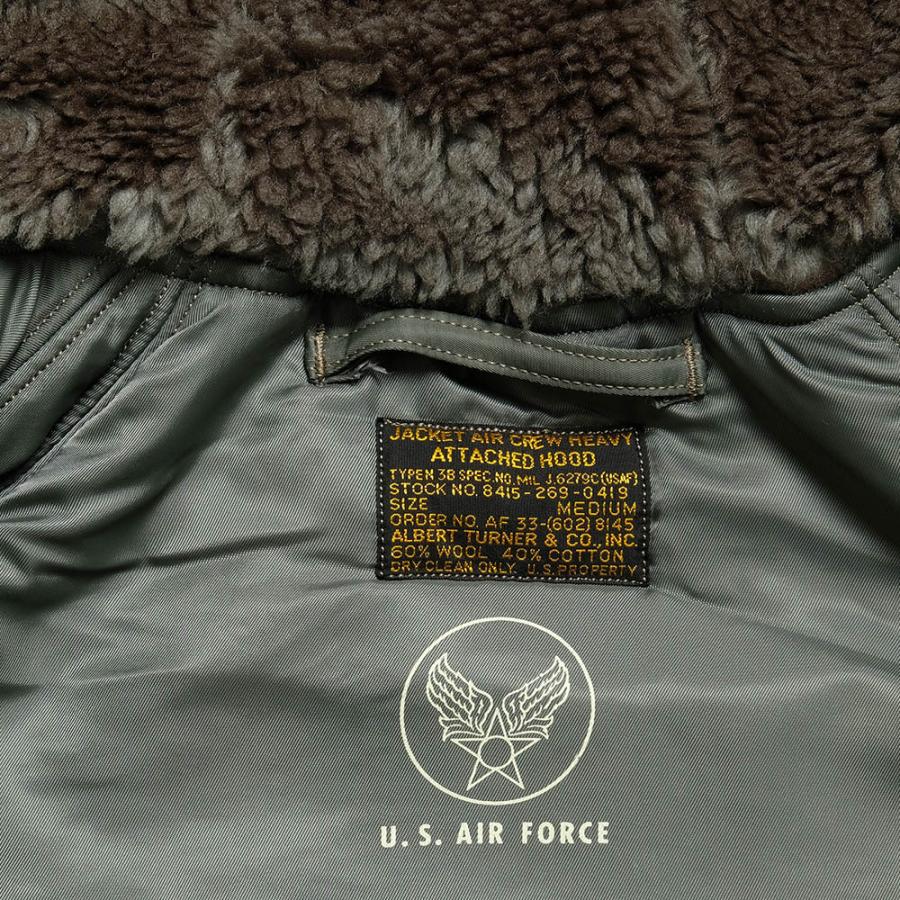 JACKET AIR CREW HEAVY
ATTACHED HOOD
TYPE N 3B SPEC. NO. MIL J.6279C (USAF)
STOCK NO. 8415-269-0419
SIZE MEDIUM
ORDER NO. AF 33-(602) 8145
ALBERT TURNER & CO., INC.
60% WOOL 40% COTTON
DRY CLEAN ONLY. U.S. PROPERTY
U.S. AIR FORCE